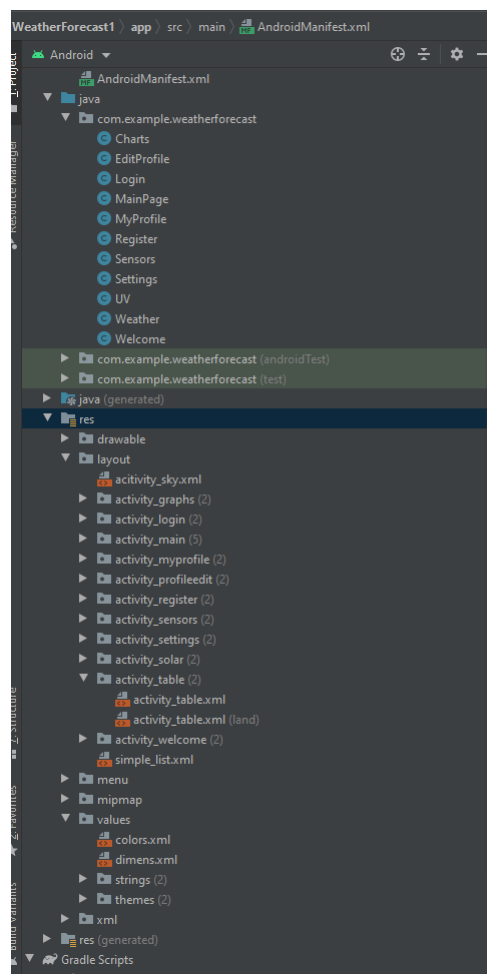 WeatherForecast1 〉 app 〉 src 〉 main 〉 AndroidManifest.xml
Android
1: Project
AndroidManifest.xml
java
com.example.weatherforecast
Charts
EditProfile
Login
MainPage
MyProfile
Register
Sensors
Settings
UV
Weather
Welcome
com.example.weatherforecast (androidTest)
com.example.weatherforecast (test)
java (generated)
res
drawable
layout
acitivity_sky.xml
activity_graphs (2)
activity_login (2)
activity_main (5)
activity_myprofile (2)
activity_profileedit (2)
activity_register (2)
activity_sensors (2)
activity_settings (2)
activity_solar (2)
activity_table (2)
activity_table.xml
activity_table.xml (land)
activity_welcome (2)
simple_list.xml
menu
mipmap
values
colors.xml
dimens.xml
strings (2)
themes (2)
xml
res (generated)
Gradle Scripts
Resource Manager
Z: Structure
2: Favorites
Build Variants